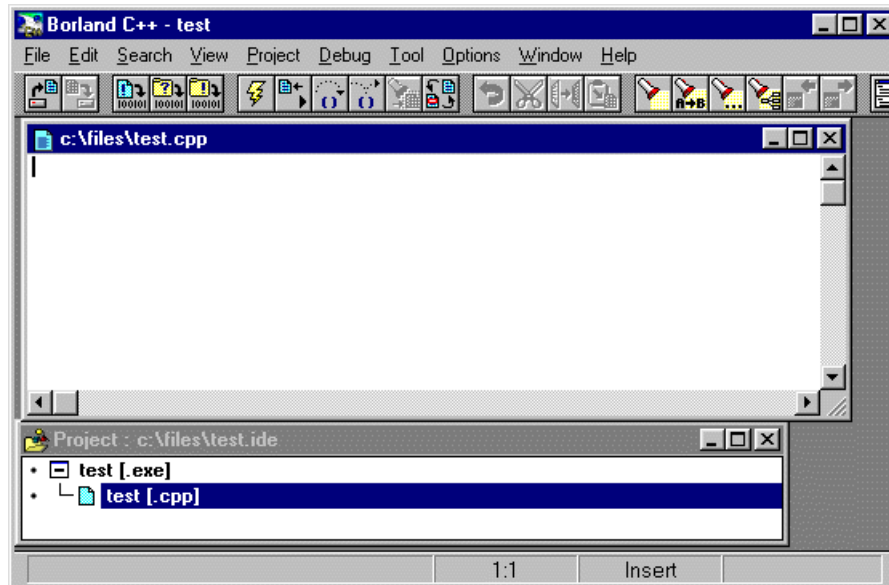 Borland C++ - test
File Edit Search View Project Debug Tool Options Window Help
c:\files\test.cpp
Project : c:\files\test.ide
test [.exe]
test [.cpp]
1:1 Insert